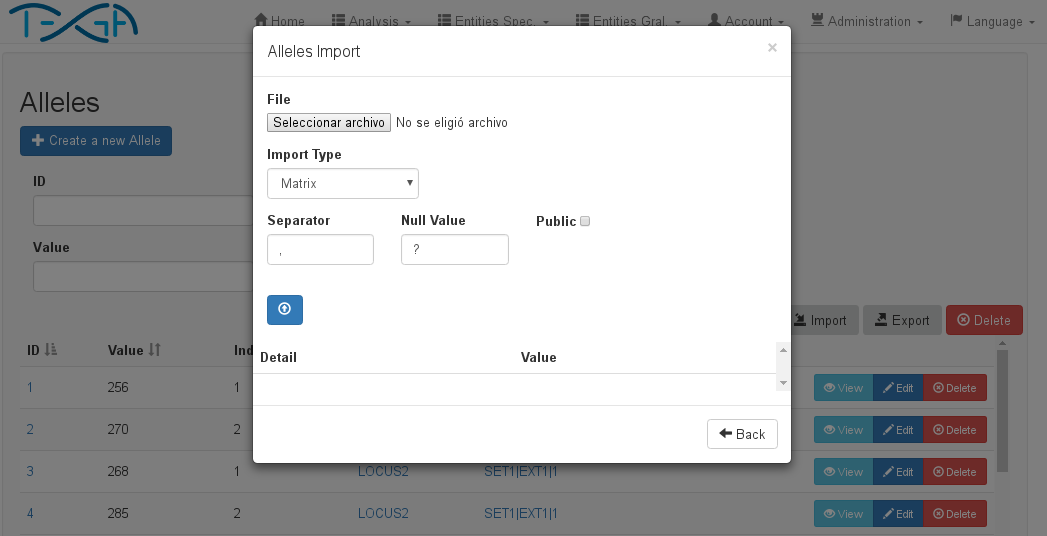 TEGA
Home Analysis Entities Spec. Entities Gral. Account Administration Language
Alleles Import ×
Alleles
Create a new Allele
ID
Value
File
Seleccionar archivo No se eligió archivo
Import Type
Matrix
Separator Null Value Public
, ?
Import Export Delete
Detail Value
Back
ID Value Ind
1 256 1 View Edit Delete
2 270 2 View Edit Delete
3 268 1 LOCUS2 SET1|EXT1|1 View Edit Delete
4 285 2 LOCUS2 SET1|EXT1|1 View Edit Delete